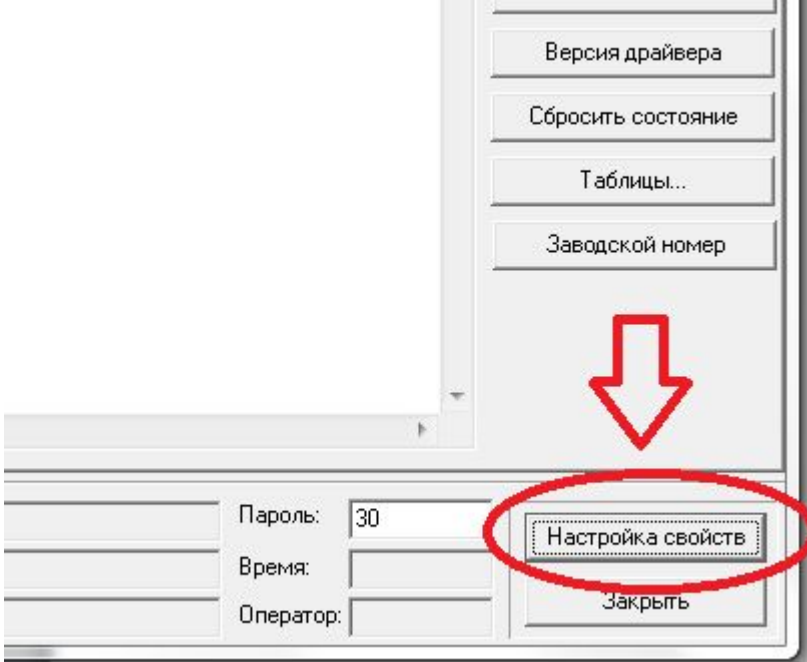 Версия драйвера
Сбросить состояние
Таблицы...
Заводской номер
Пароль: 30
Настройка свойств
Время:
Закрыть
Оператор: